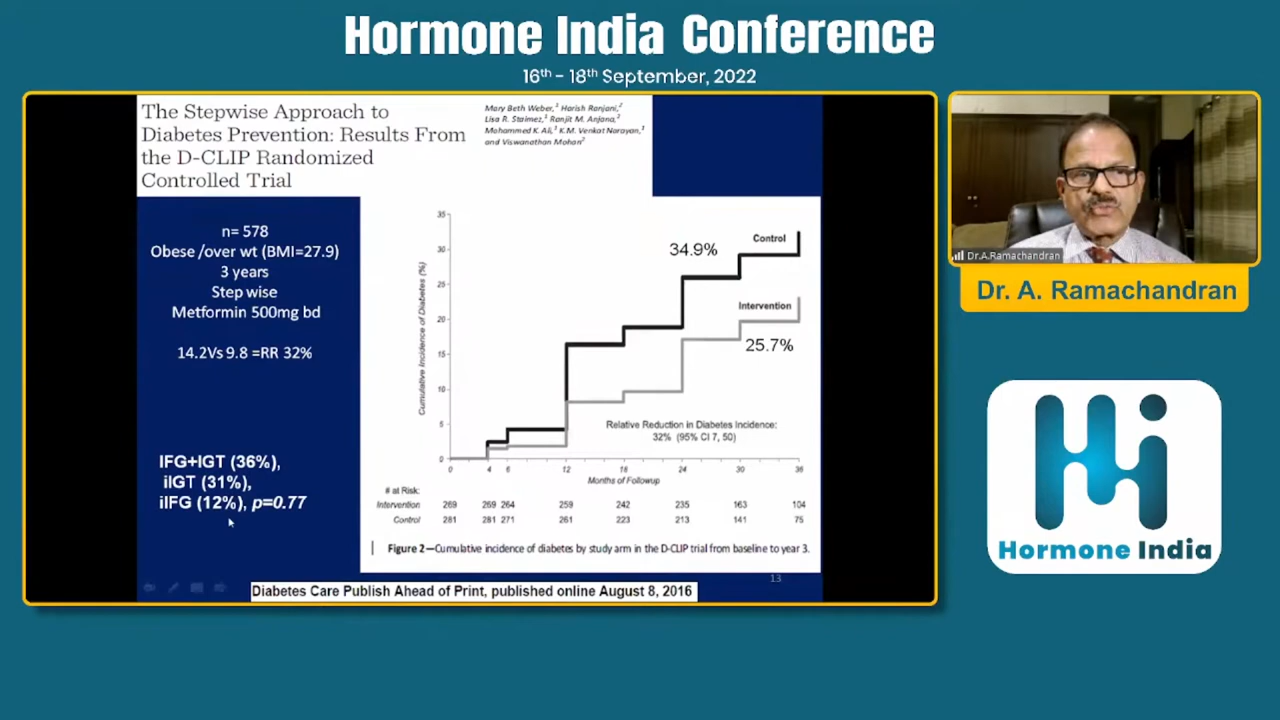 Hormone India Conference
16th - 18th September, 2022
The Stepwise Approach to
Diabetes Prevention: Results From
the D-CLIP Randomized
Controlled Trial
Mary Beth Weber,1 Harish Ranjani,2
Lisa R. Staimez,1 Ranjit M. Anjana,2
Mohammed K. Ali,1 K.M. Venkat Narayan,1
and Viswanathan Mohan2
n= 578
Obese /over wt (BMI=27.9)
3 years
Step wise
Metformin 500mg bd
14.2Vs 9.8 =RR 32%
IFG+IGT (36%),
iIGT (31%),
iIFG (12%), p=0.77
Cumulative Incidence of Diabetes (%)
35
30
25
20
15
10
5
0
34.9%
Control
Intervention
25.7%
Relative Reduction in Diabetes Incidence:
32% (95% CI 7, 50)
0 4 6 12 18 24 30 36
Months of Followup
# at Risk:
Intervention 269 269 264 259 242 235 163 104
Control 281 281 271 261 223 213 141 75
Figure 2—Cumulative incidence of diabetes by study arm in the D-CLIP trial from baseline to year 3.
13
Diabetes Care Publish Ahead of Print, published online August 8, 2016
Dr.A.Ramachandran
Dr. A. Ramachandran
Hi
Hormone India